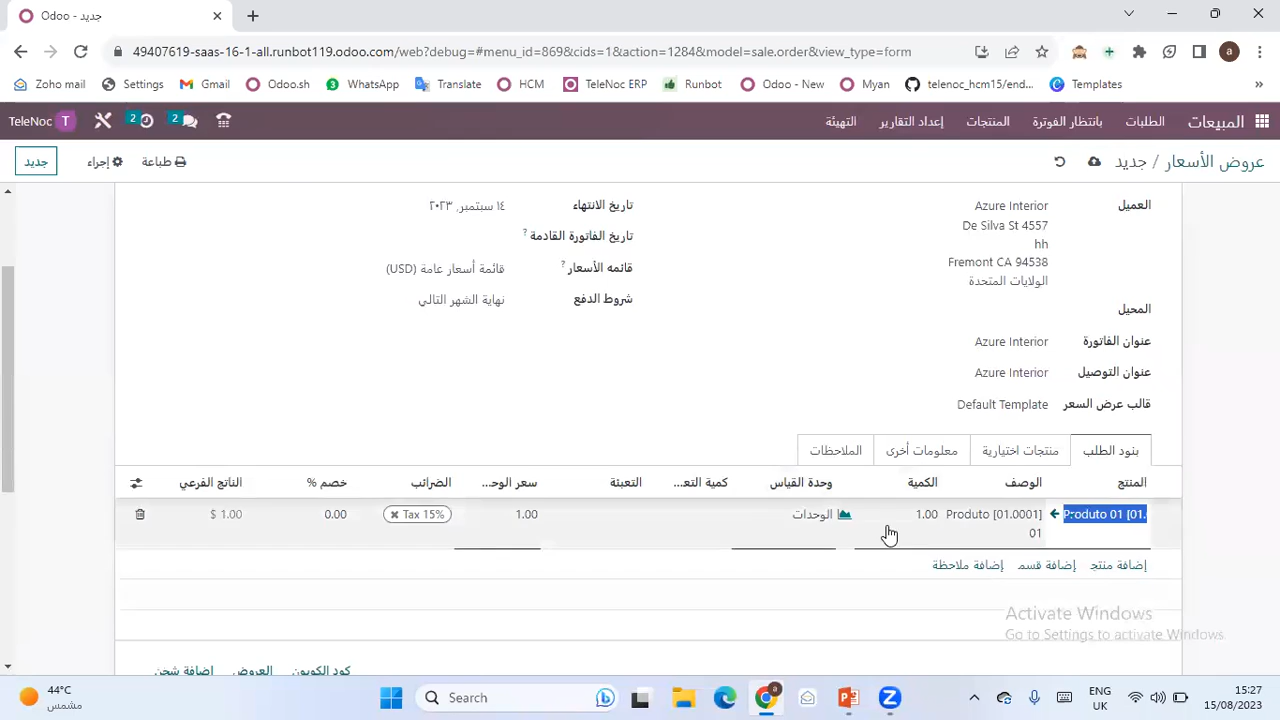 Odoo - جديد
49407619-saas-16-1-all.runbot119.odoo.com/web?debug=#menu_id=869&cids=1&action=1284&model=sale.order&view_type=form
a
Zoho mail Settings Gmail Odoo.sh 3 WhatsApp Translate HCM TeleNoc ERP Runbot Odoo - New Myan telenoc_hcm15/end... Templates »
المبيعات الطلبات بانتظار الفوترة المنتجات إعداد التقارير التهيئة 2 2 T TeleNoc
عروض الأسعار / جديد طباعة إجراء جديد
العميل Azure Interior
De Silva St 4557
hh
Fremont CA 94538
الولايات المتحدة
المحيل
عنوان الفاتورة Azure Interior
عنوان التوصيل Azure Interior
قالب عرض السعر Default Template
تاريخ الانتهاء ١٤ سبتمبر, ٢٠٢٣
تاريخ الفاتورة القادمة ?
قائمه الأسعار ? قائمة أسعار عامة (USD)
شروط الدفع نهاية الشهر التالي
بنود الطلب منتجات اختيارية معلومات أخرى الملاحظات
المنتج الوصف الكمية وحدة القياس كمية التع... التعبئة سعر الوحد... الضرائب خصم % الناتج الفرعي
Produto 01 [01. Produto [01.0001] 1.00 الوحدات 1.00 Tax 15% 0.00 $ 1.00
01
إضافة منتج إضافة قسم إضافة ملاحظة
كود الكوبون العروض إضافة شحن
Activate Windows
Go to Settings to activate Windows.
44°C
مشمس
Search
ENG
UK
15:27
15/08/2023